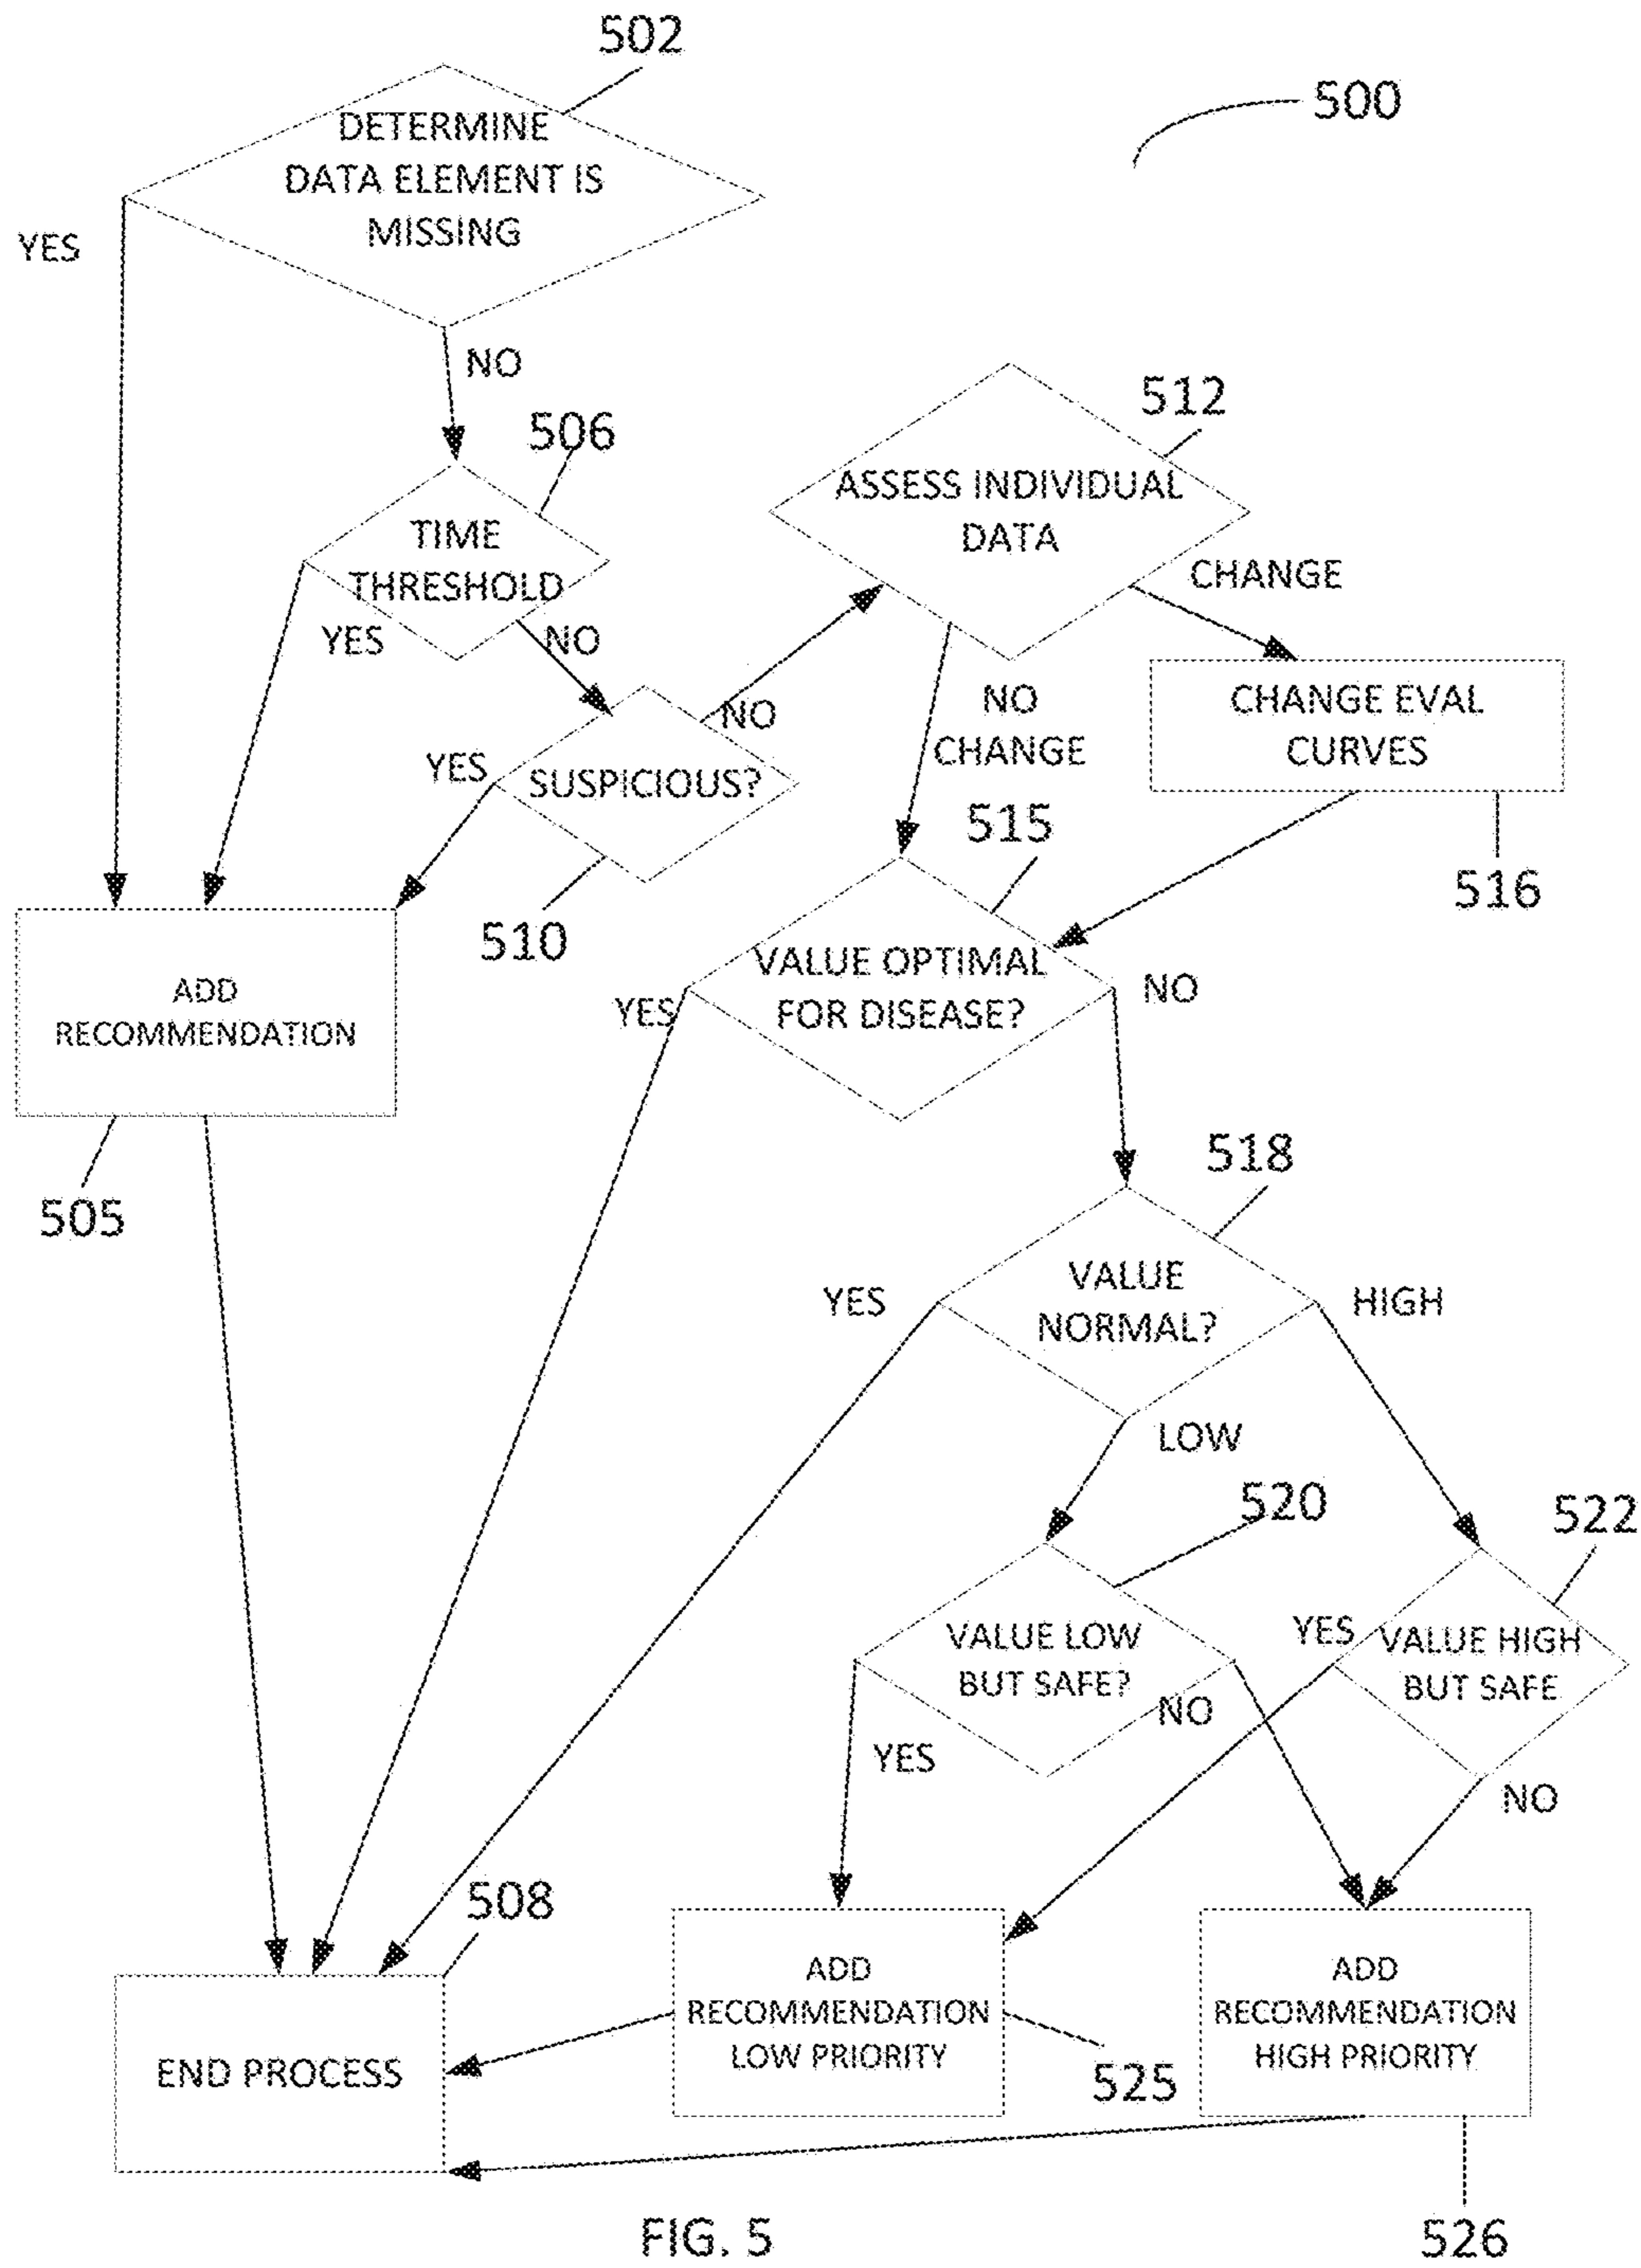 502
500
DETERMINE
DATA ELEMENT IS
MISSING
YES
NO
506
512
TIME
THRESHOLD
YES
NO
ASSESS INDIVIDUAL
DATA
CHANGE
NO
CHANGE
CHANGE EVAL
CURVES
516
NO
YES
SUSPICIOUS?
510
515
ADD
RECOMMENDATION
505
VALUE OPTIMAL
FOR DISEASE?
YES
NO
518
VALUE
NORMAL?
YES
HIGH
LOW
520
522
VALUE LOW
BUT SAFE?
YES
NO
YES
VALUE HIGH
BUT SAFE
NO
508
END PROCESS
ADD
RECOMMENDATION
LOW PRIORITY
525
ADD
RECOMMENDATION
HIGH PRIORITY
526
FIG. 5